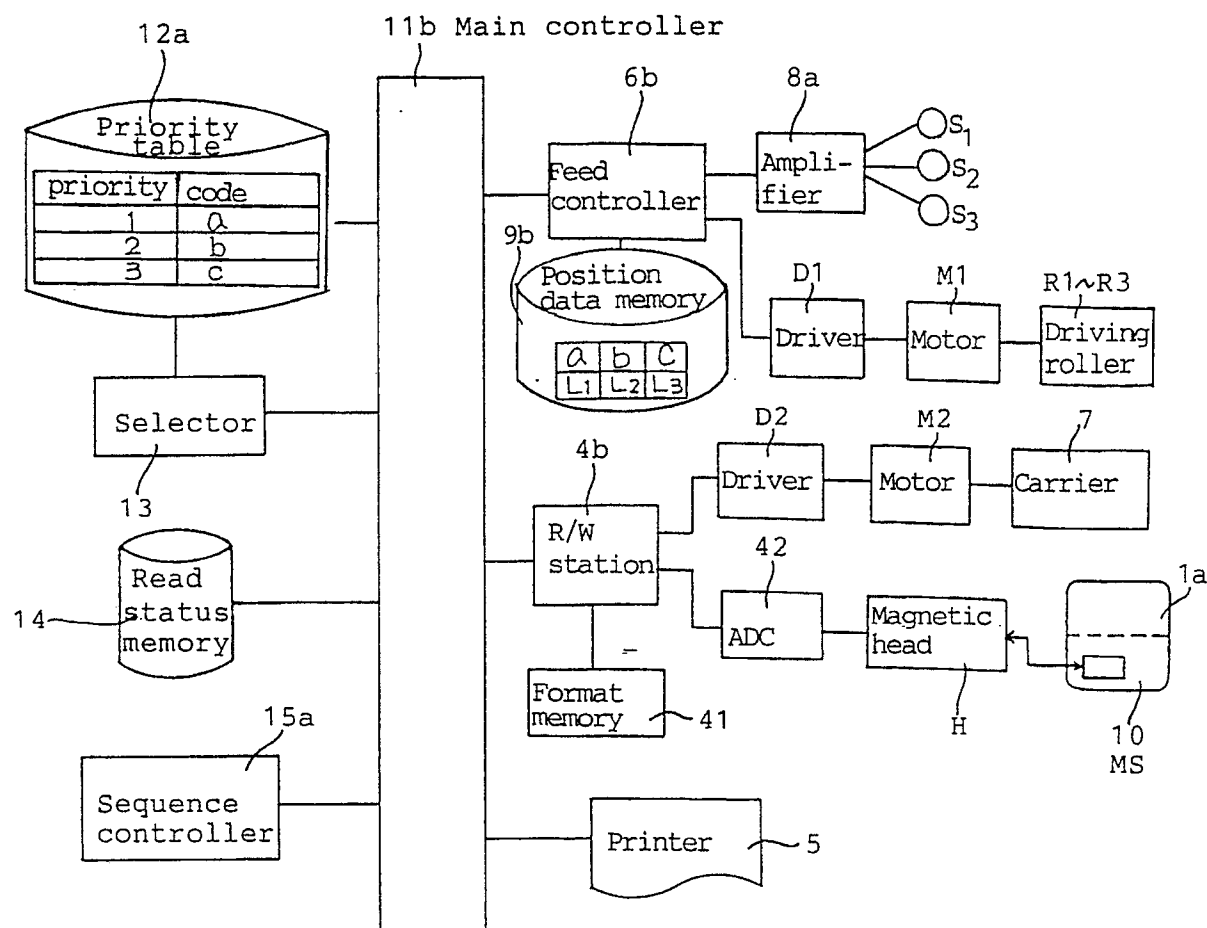 11b Main controller
12a
Priority
table
priority code
1 a
2 b
3 c
6b
Feed
controller
8a
Ampli-
fier
S1
S2
S3
9b
Position
data memory
a b c
L1 L2 L3
D1
Driver
M1
Motor
R1~R3
Driving
roller
Selector
13
4b
R/W
station
D2
Driver
M2
Motor
7
Carrier
Read
status
memory
14
42
ADC
Magnetic
head
H
1a
10
MS
Format
memory
41
15a
Sequence
controller
Printer
5